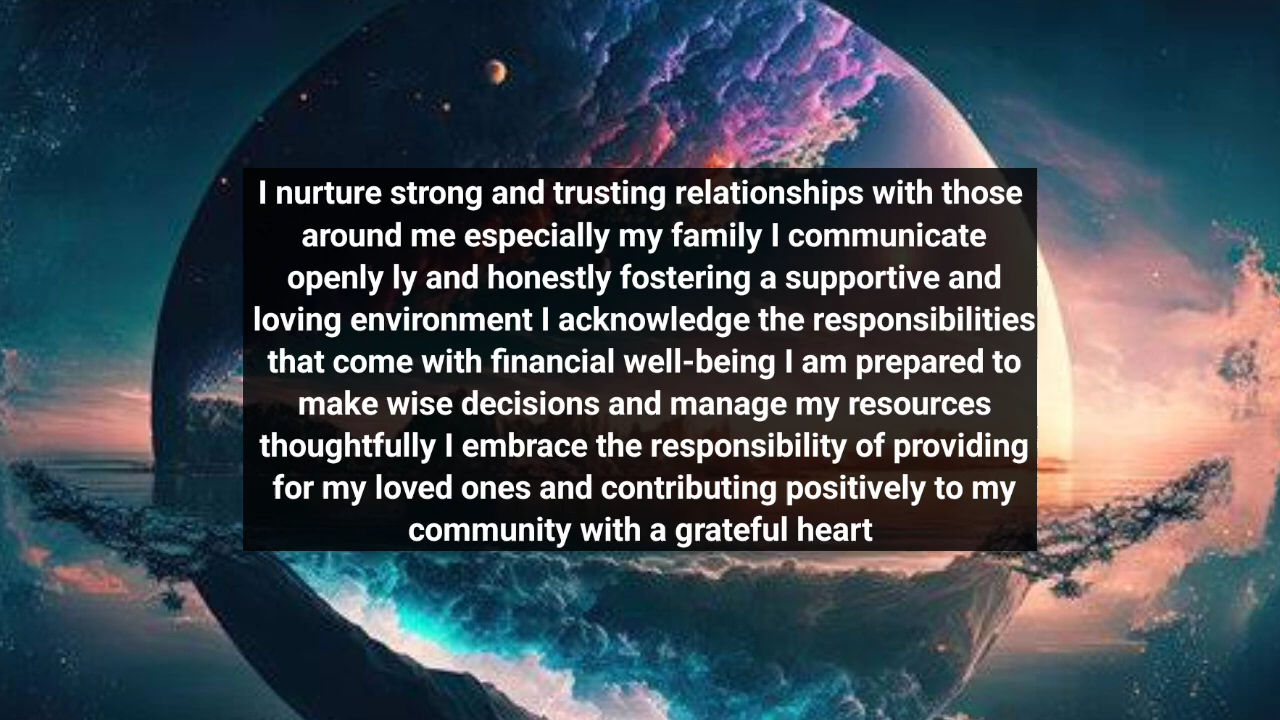 I nurture strong and trusting relationships with those
around me especially my family I communicate
openly ly and honestly fostering a supportive and
loving environment I acknowledge the responsibilities
that come with financial well-being I am prepared to
make wise decisions and manage my resources
thoughtfully I embrace the responsibility of providing
for my loved ones and contributing positively to my
community with a grateful heart